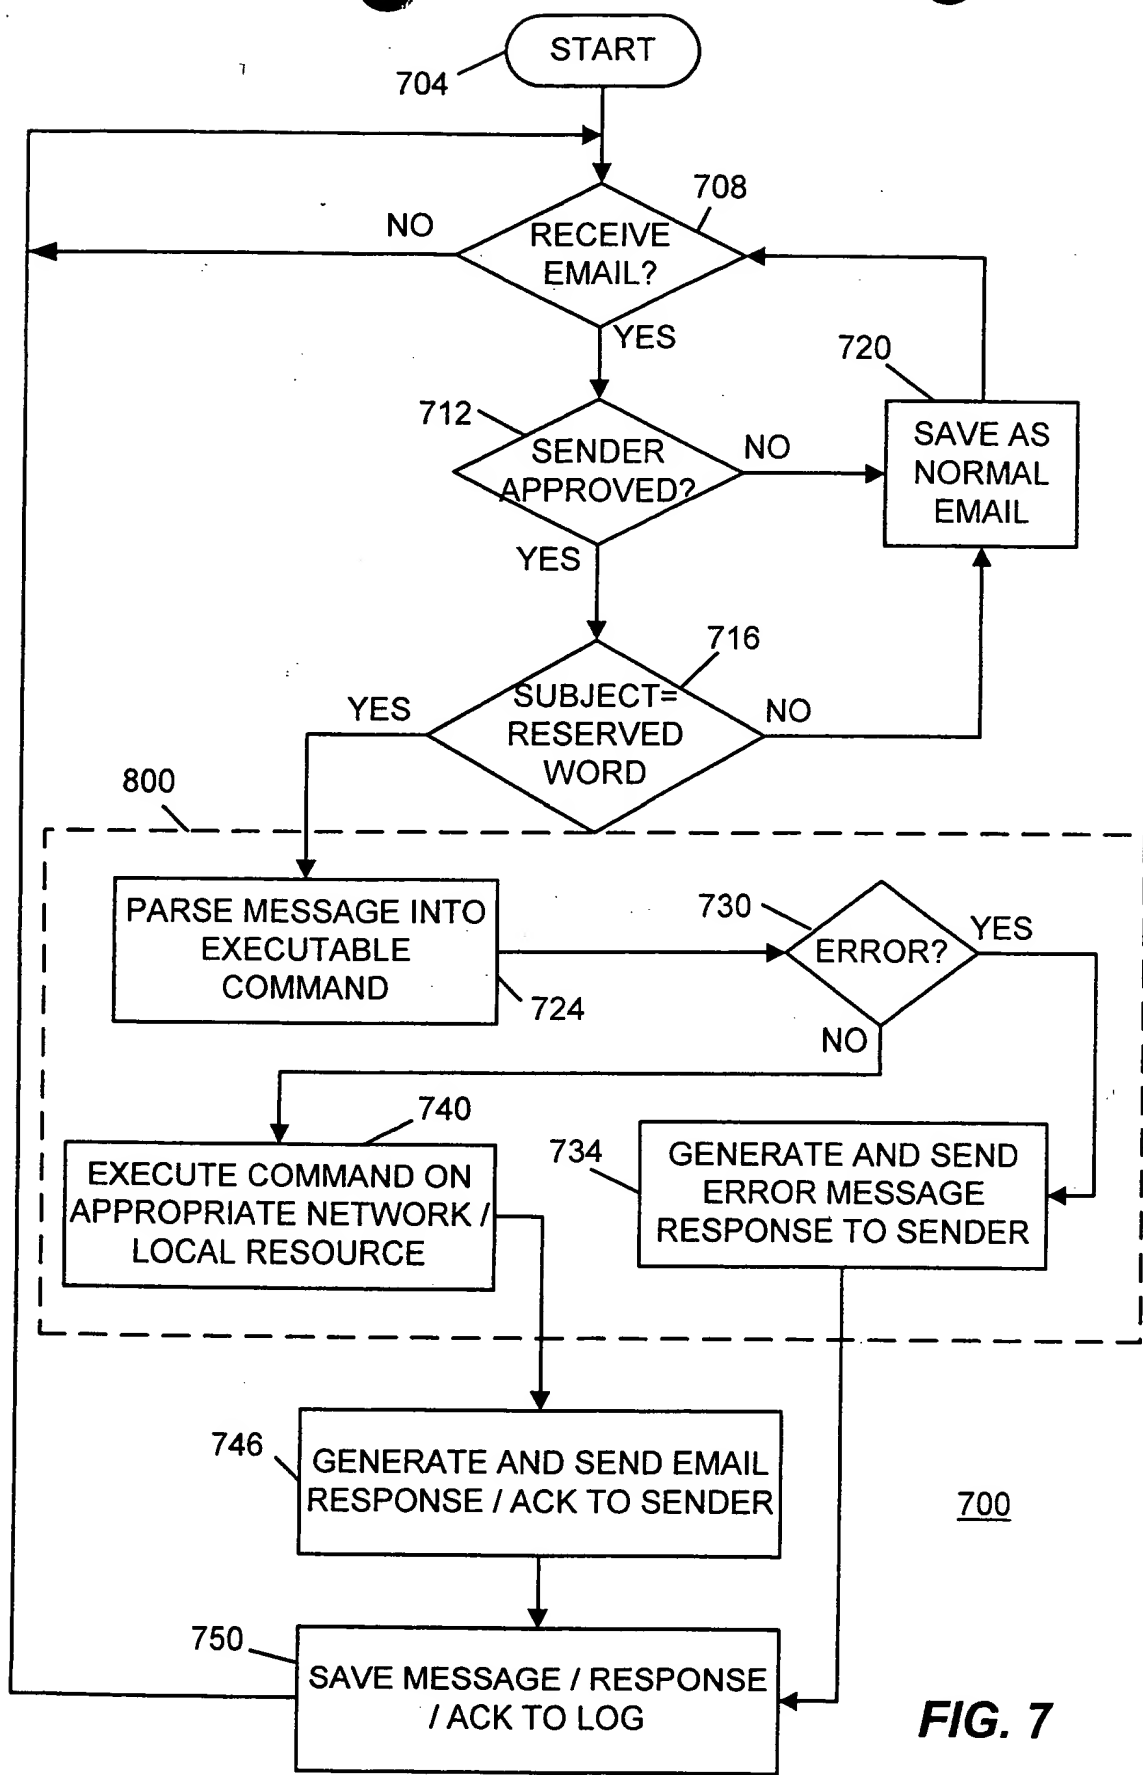 START
704
708
NO
RECEIVE
EMAIL?
YES
720
712
SENDER
APPROVED?
NO
SAVE AS
NORMAL
EMAIL
YES
716
YES
SUBJECT=
RESERVED
WORD
NO
800
PARSE MESSAGE INTO
EXECUTABLE
COMMAND
724
730
ERROR?
YES
NO
740
EXECUTE COMMAND ON
APPROPRIATE NETWORK /
LOCAL RESOURCE
734
GENERATE AND SEND
ERROR MESSAGE
RESPONSE TO SENDER
746
GENERATE AND SEND EMAIL
RESPONSE / ACK TO SENDER
700
750
SAVE MESSAGE / RESPONSE
/ ACK TO LOG
FIG. 7